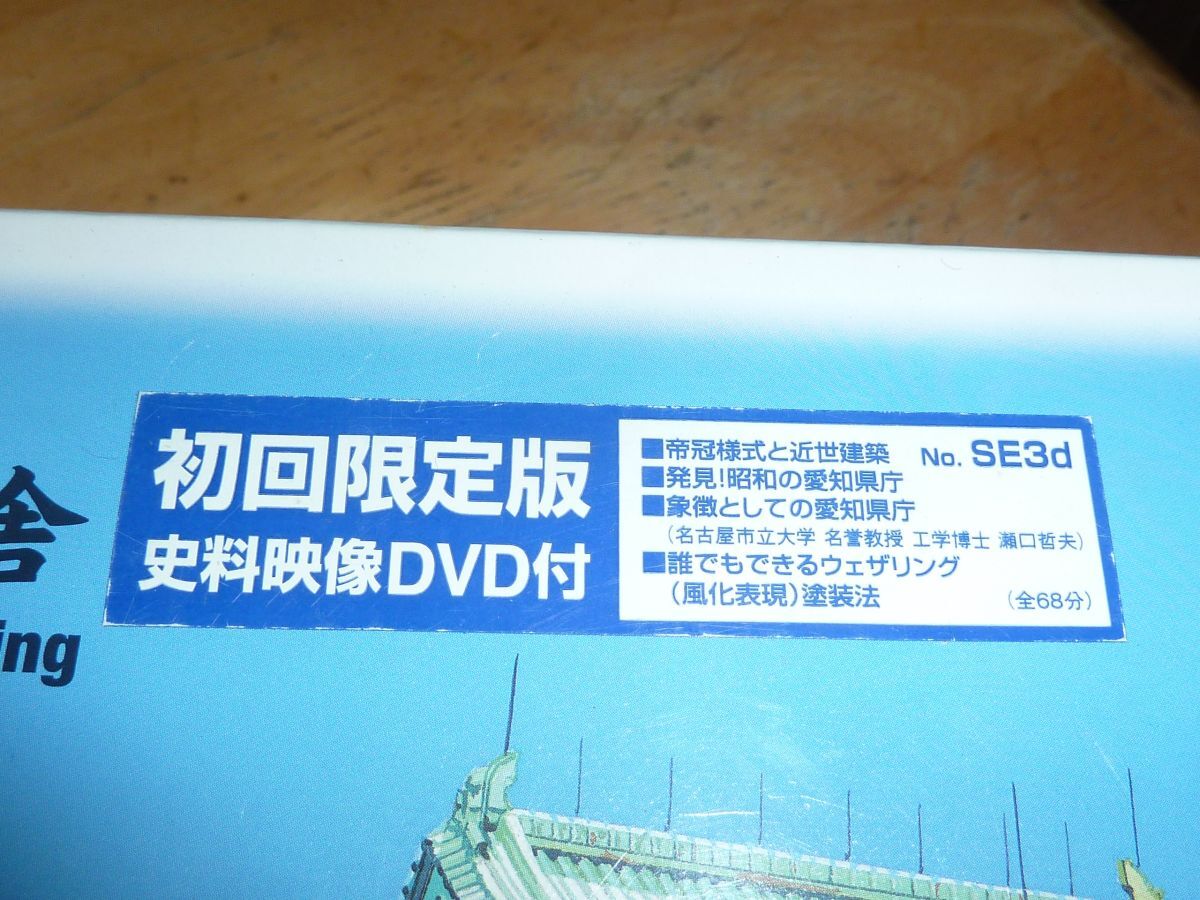 初回限定版
史料映像DVD付
■帝冠様式と近世建築 No. SE3d
■発見!昭和の愛知県庁
■象徴としての愛知県庁
(名古屋市立大学 名誉教授 工学博士 瀬口哲夫)
■誰でもできるウェザリング
(風化表現)塗装法 (全68分)
舎
ing